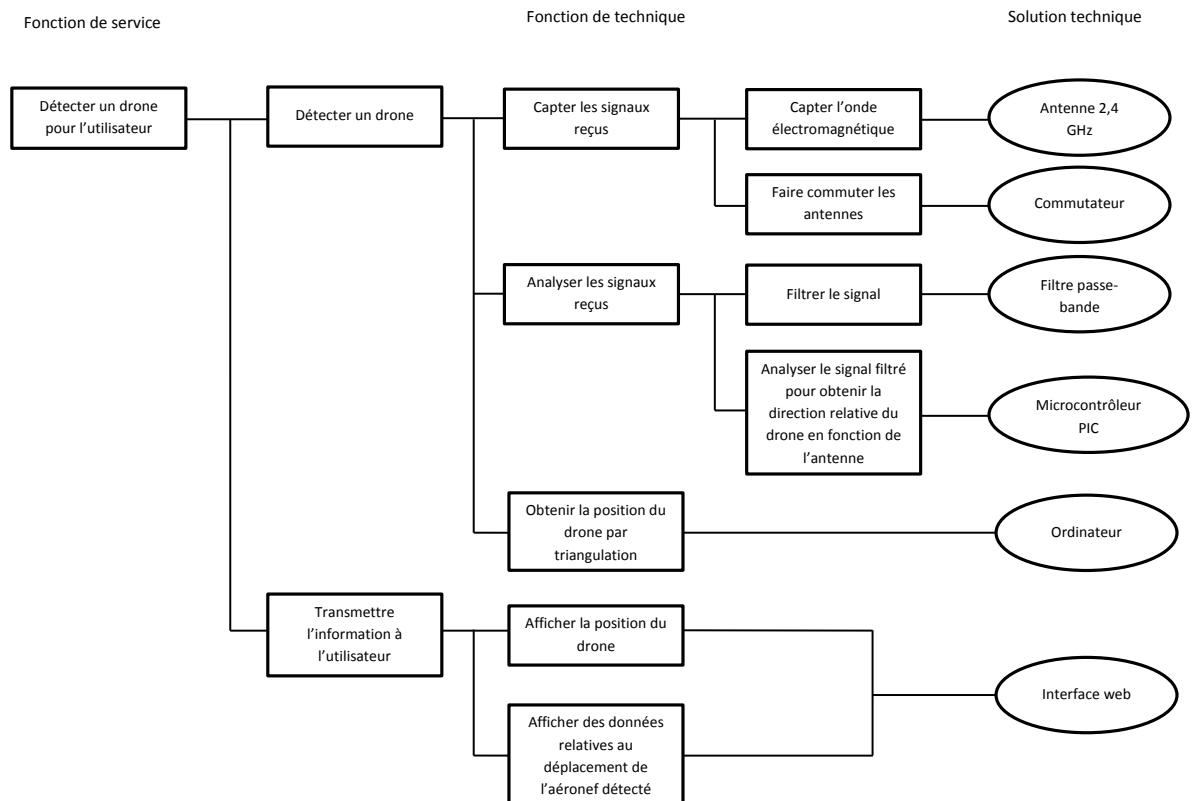 Fonction de service
Fonction de technique
Solution technique
Détecter un drone
pour l'utilisateur
Détecter un drone
Capter les signaux
reçus
Capter l'onde
électromagnétique
Antenne 2,4
GHz
Faire commuter les
antennes
Commutateur
Analyser les signaux
reçus
Filtrer le signal
Filtre passe-
bande
Analyser le signal filtré
pour obtenir la
direction relative du
drone en fonction de
l'antenne
Microcontrôleur
PIC
Obtenir la position du
drone par
triangulation
Ordinateur
Transmettre
l'information à
l'utilisateur
Afficher la position du
drone
Interface web
Afficher des données
relatives au
déplacement de
l'aéronef détecté